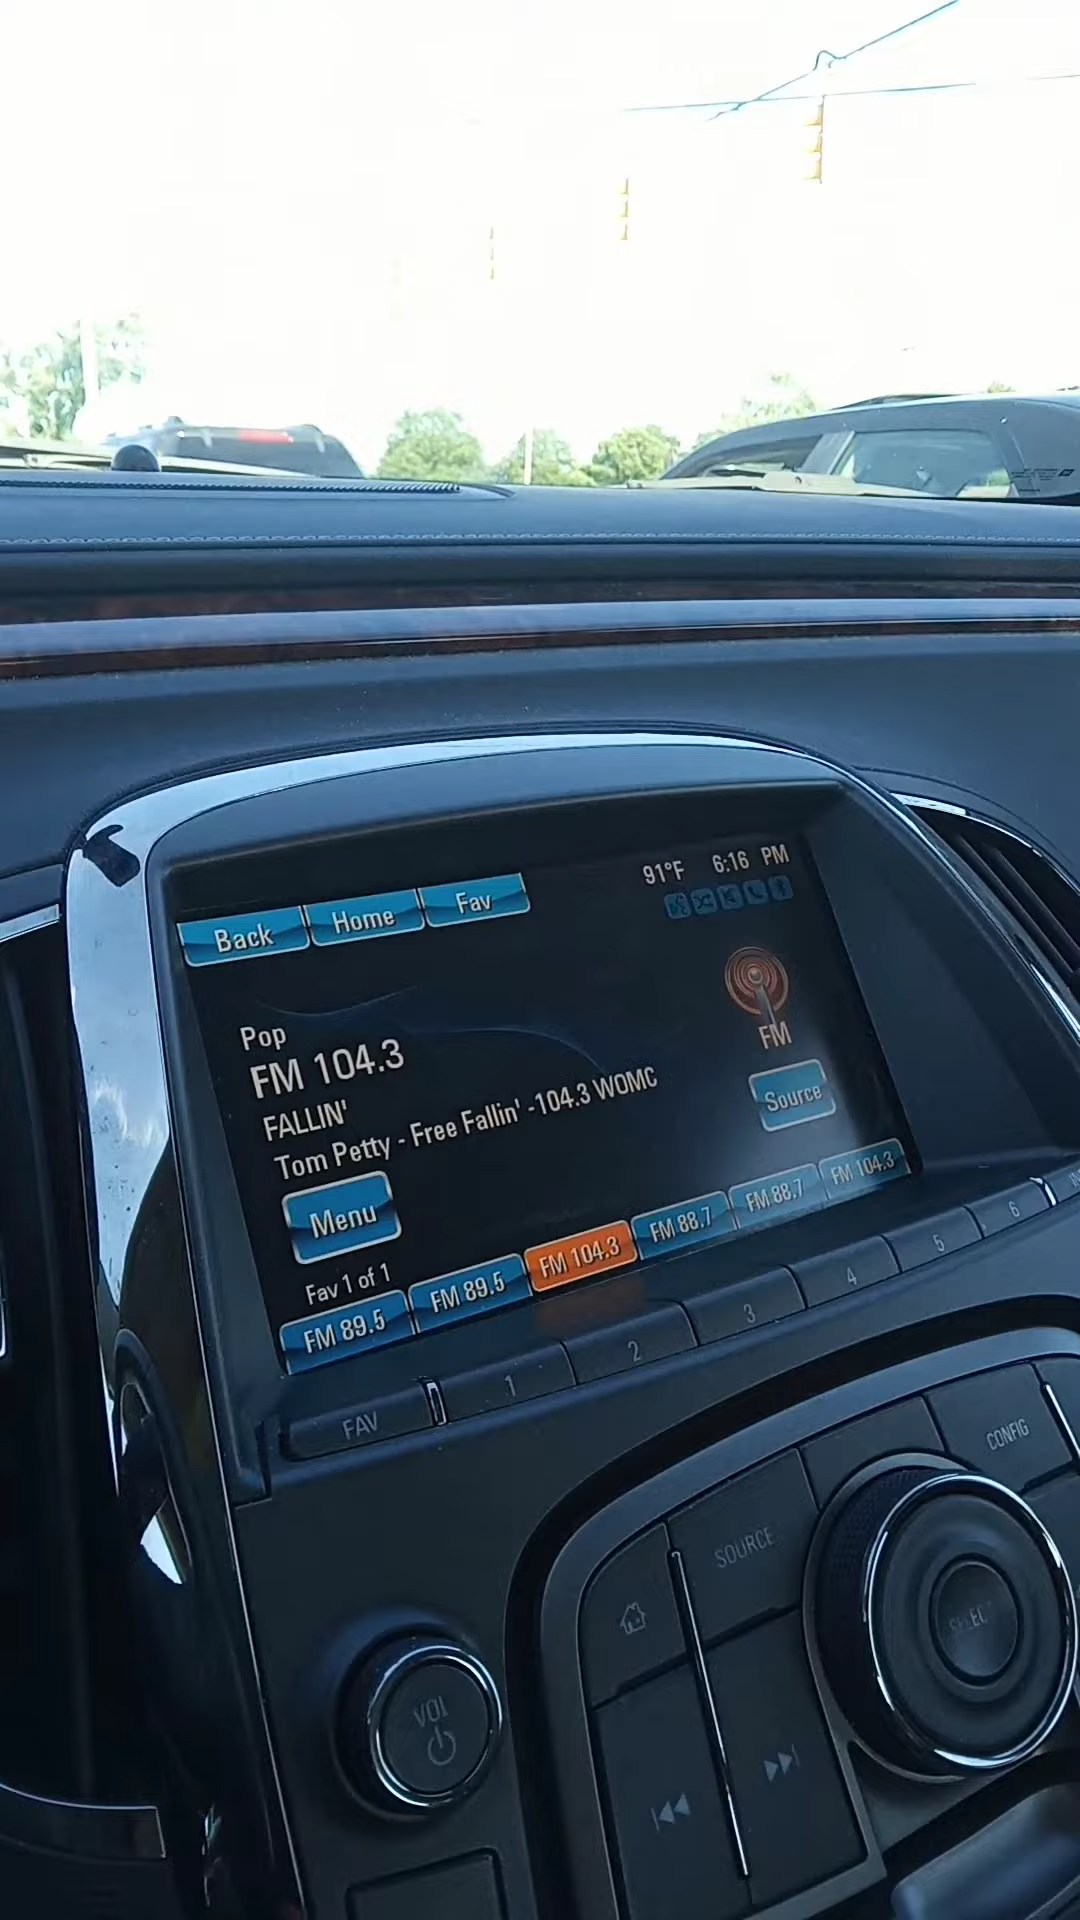 91°F 6:16 PM
Back Home Fav
Pop
FM 104.3
FM
FALLIN'
Tom Petty - Free Fallin' -104.3 WOMC
Source
Menu
Fav 1 of 1
FM 89.5 FM 89.5 FM 104.3 FM 88.7 FM 88.7 FM 104.3
FAV 1 2 3 4 5 6
CONFIG
SOURCE
SELECT
VOL